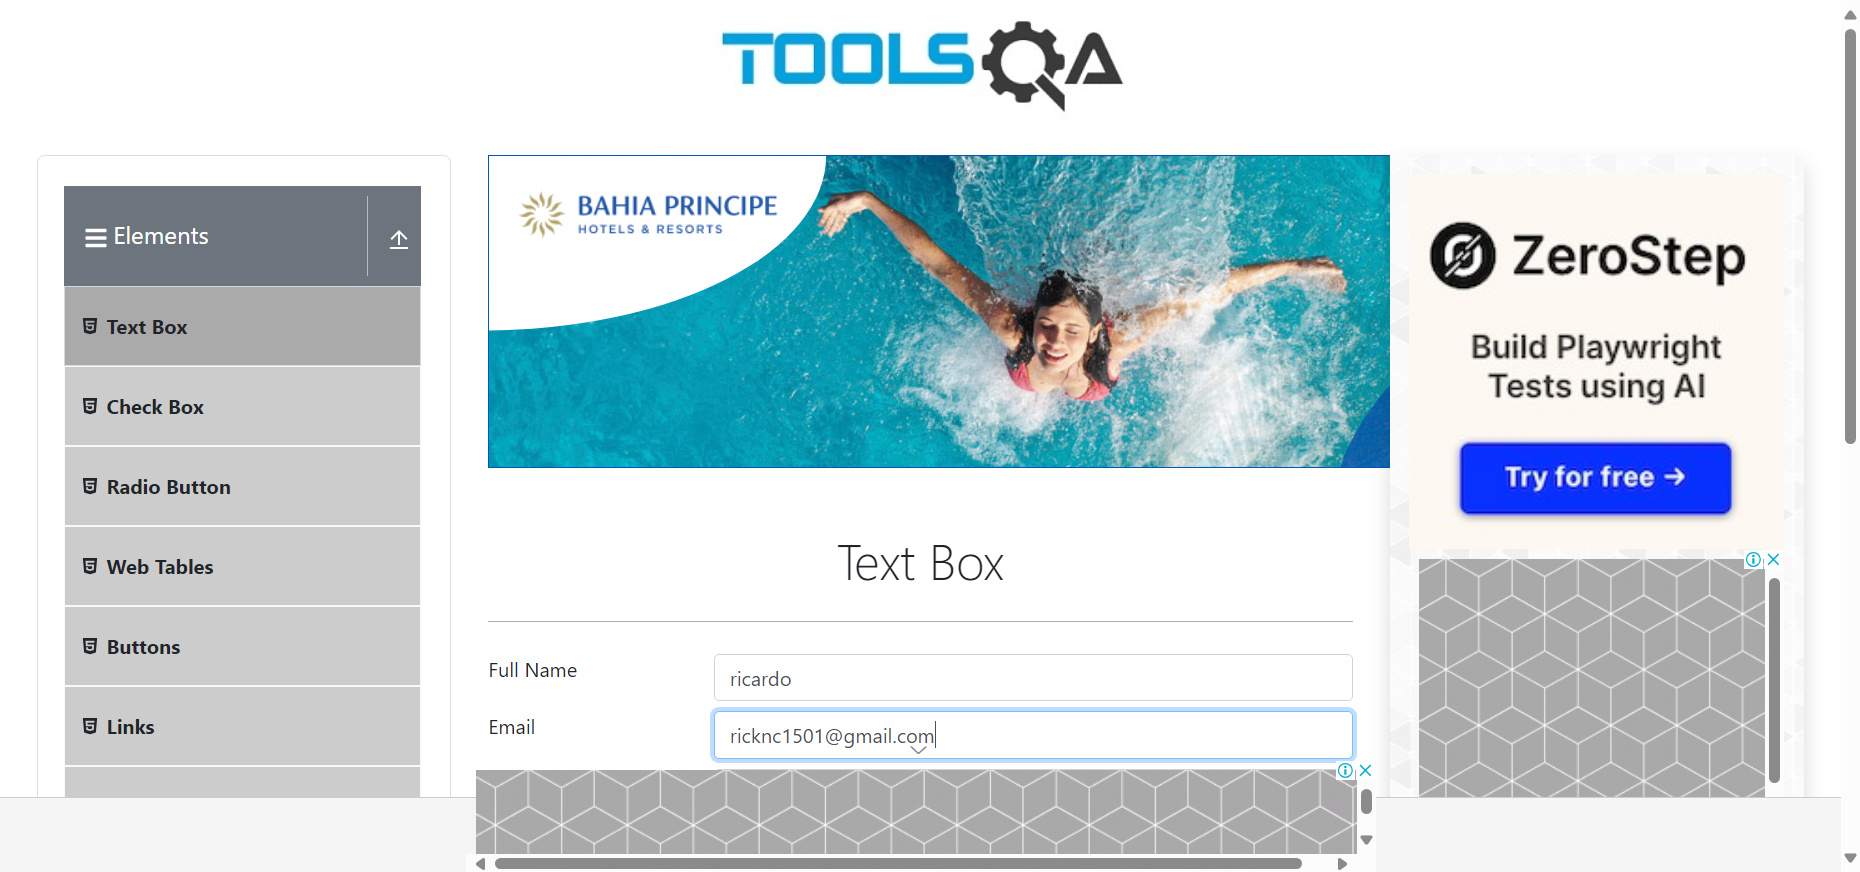 TOOLSQA
Elements
Text Box
Check Box
Radio Button
Web Tables
Buttons
Links
BAHIA PRINCIPE
HOTELS & RESORTS
Text Box
Full Name
ricardo
Email
ricknc1501@gmail.com
ZeroStep
Build Playwright
Tests using AI
Try for free →